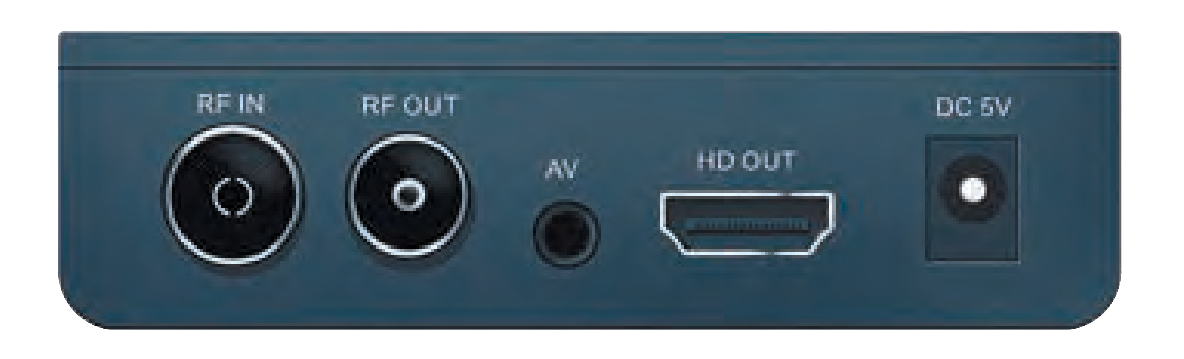 RF IN
RF OUT
AV
HD OUT
DC 5V